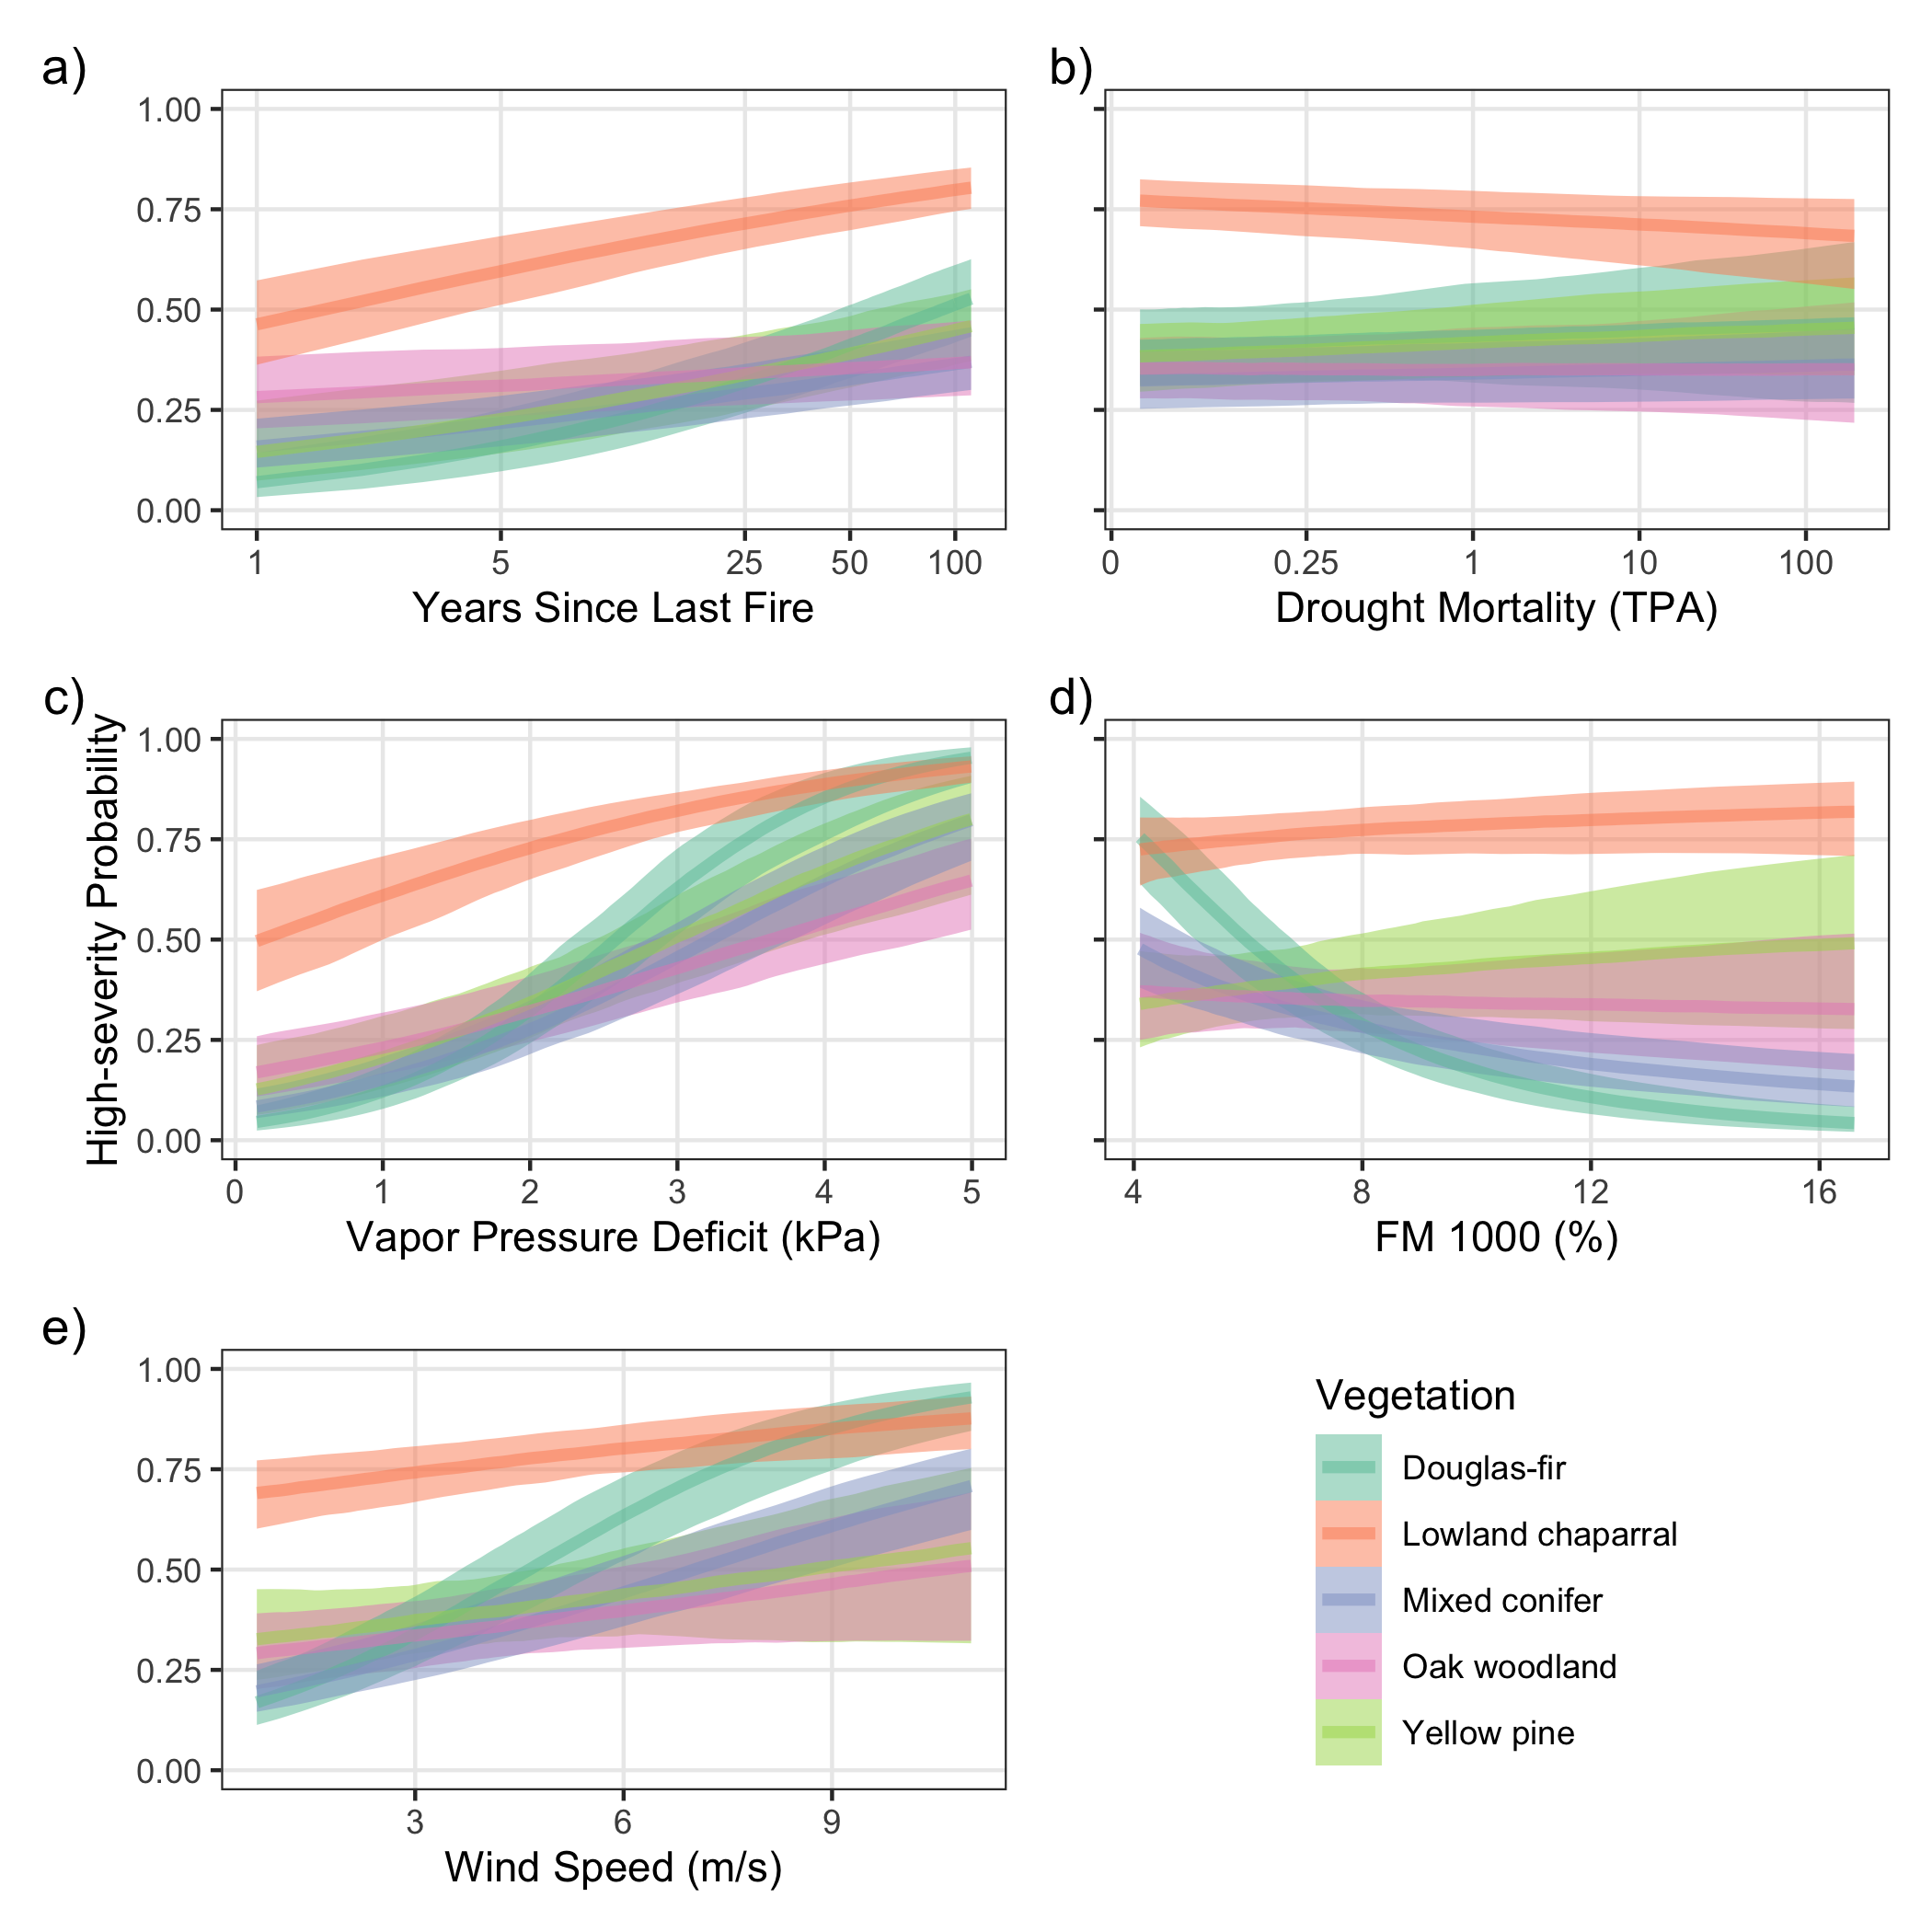 a)
1.00
0.75
0.50
0.25
0.00
1 5 25 50 100
Years Since Last Fire
b)
0 0.25 1 10 100
Drought Mortality (TPA)
c)
High-severity Probability
1.00
0.75
0.50
0.25
0.00
0 1 2 3 4 5
Vapor Pressure Deficit (kPa)
d)
4 8 12 16
FM 1000 (%)
e)
1.00
0.75
0.50
0.25
0.00
3 6 9
Wind Speed (m/s)
Vegetation
Douglas-fir
Lowland chaparral
Mixed conifer
Oak woodland
Yellow pine